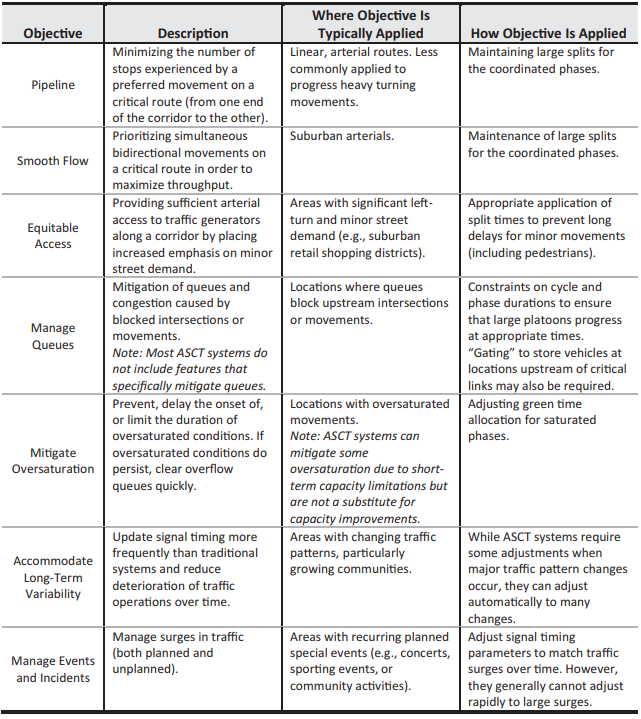 Objective
Description
Where Objective Is
Typically Applied
How Objective Is Applied
Pipeline
Minimizing the number of
stops experienced by a
preferred movement on a
critical route (from one end
of the corridor to the other).
Linear, arterial routes. Less
commonly applied to
progress heavy turning
movements.
Maintaining large splits for
the coordinated phases.
Smooth Flow
Prioritizing simultaneous
bidirectional movements on
a critical route in order to
maximize throughput.
Suburban arterials.
Maintenance of large splits
for the coordinated phases.
Equitable
Access
Providing sufficient arterial
access to traffic generators
along a corridor by placing
increased emphasis on minor
street demand.
Areas with significant left-
turn and minor street
demand (e.g., suburban
retail shopping districts).
Appropriate application of
split times to prevent long
delays for minor movements
(including pedestrians).
Manage
Queues
Mitigation of queues and
congestion caused by
blocked intersections or
movements.
Note: Most ASCT systems do
not include features that
specifically mitigate queues.
Locations where queues
block upstream intersections
or movements.
Constraints on cycle and
phase durations to ensure
that large platoons progress
at appropriate times.
“Gating” to store vehicles at
locations upstream of critical
links may also be required.
Mitigate
Oversaturation
Prevent, delay the onset of,
or limit the duration of
oversaturated conditions. If
oversaturated conditions do
persist, clear overflow
queues quickly.
Locations with oversaturated
movements.
Note: ASCT systems can
mitigate some
oversaturation due to short-
term capacity limitations but
are not a substitute for
capacity improvements.
Adjusting green time
allocation for saturated
phases.
Accommodate
Long-Term
Variability
Update signal timing more
frequently than traditional
systems and reduce
deterioration of traffic
operations over time.
Areas with changing traffic
patterns, particularly
growing communities.
While ASCT systems require
some adjustments when
major traffic pattern changes
occur, they can adjust
automatically to many
changes.
Manage Events
and Incidents
Manage surges in traffic
(both planned and
unplanned).
Areas with recurring planned
special events (e.g., concerts,
sporting events, or
community activities).
Adjust signal timing
parameters to match traffic
surges over time. However,
they generally cannot adjust
rapidly to large surges.